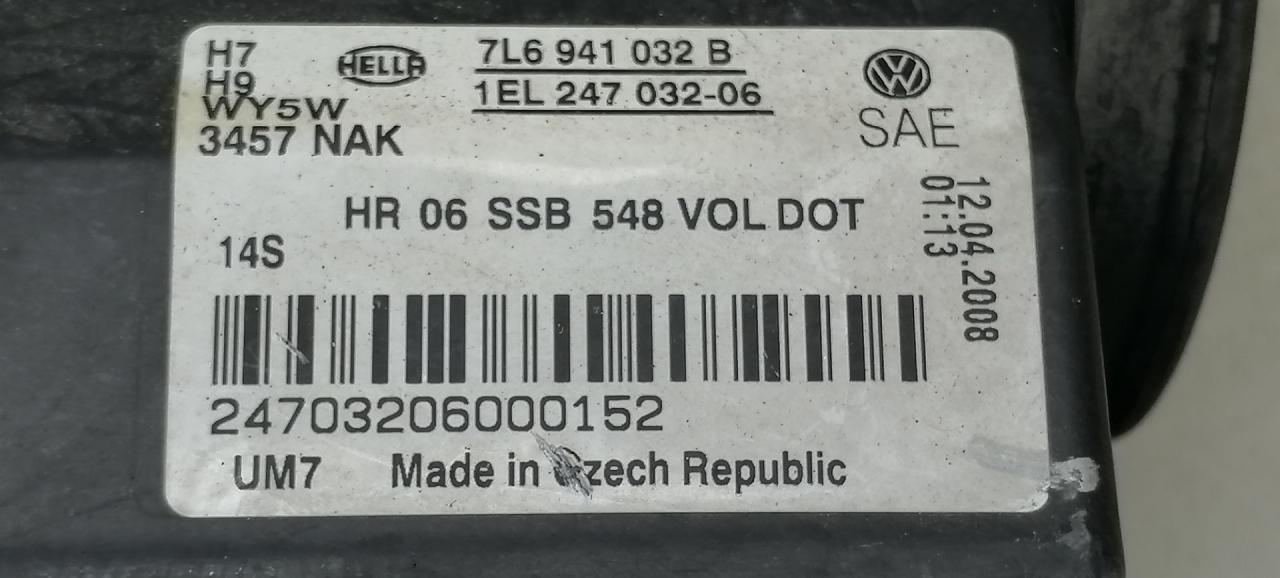 H7
H9
WY5W
3457 NAK
HELLA
7L6 941 032 B
1EL 247 032-06
SAE
12.04.2008
01:13
HR 06 SSB 548 VOL DOT
14S
24703206000152
UM7 Made in Czech Republic